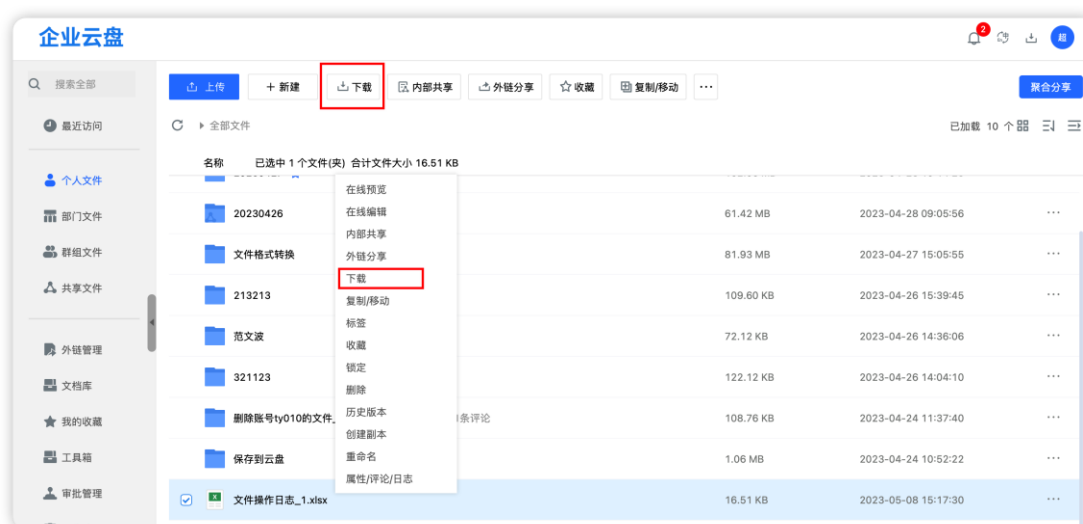 企业云盘
2
超
搜索全部
上传
新建
下载
内部共享
外链分享
收藏
复制/移动
···
聚合分享
最近访问
全部文件
已加载 10 个
名称 已选中 1 个文件(夹) 合计文件大小 16.51 KB
个人文件
部门文件
群组文件
共享文件
外链管理
文档库
我的收藏
工具箱
审批管理
在线预览
在线编辑
内部共享
外链分享
下载
复制/移动
标签
收藏
锁定
删除
历史版本
创建副本
重命名
属性/评论/日志
20230426 61.42 MB 2023-04-28 09:05:56 ···
文件格式转换 81.93 MB 2023-04-27 15:05:55 ···
213213 109.60 KB 2023-04-26 15:39:45 ···
范文波 72.12 KB 2023-04-26 14:36:06 ···
321123 122.12 KB 2023-04-26 14:04:10 ···
删除账号ty010的文件 条评论 108.76 KB 2023-04-24 11:37:40 ···
保存到云盘 1.06 MB 2023-04-24 10:52:22 ···
文件操作日志_1.xlsx 16.51 KB 2023-05-08 15:17:30 ···